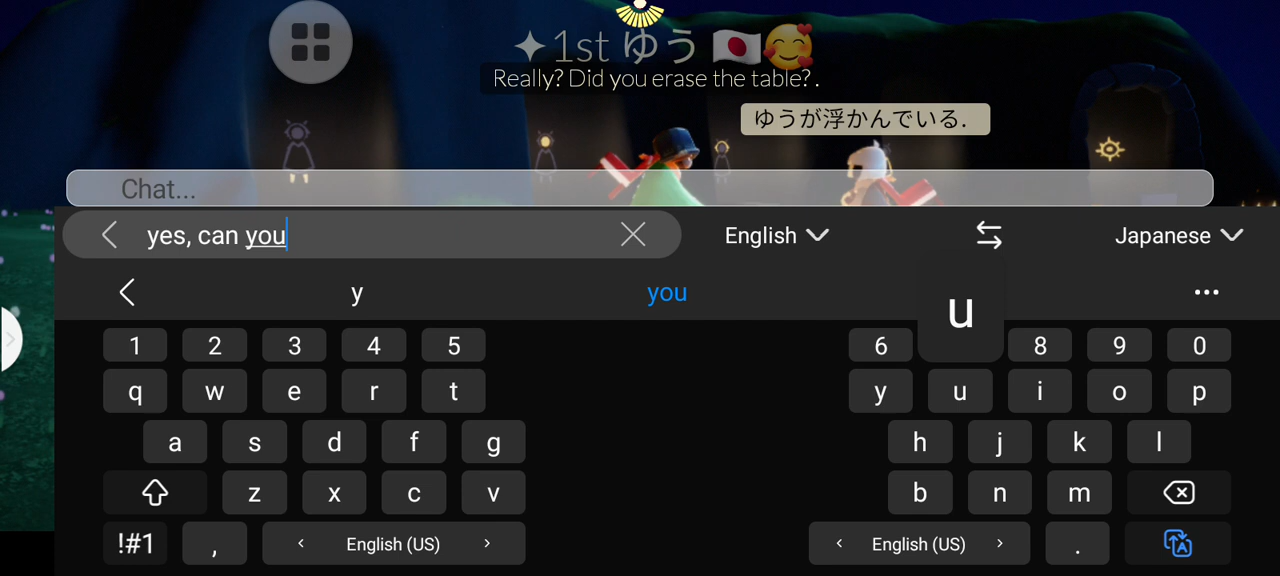 ✦1st ゆう 🇯🇵🥰
Really? Did you erase the table? .
ゆうが浮かんでいる.
Chat...
yes, can you
English
Japanese
y
you
u
1 2 3 4 5 6 8 9 0
q w e r t y u i o p
a s d f g h j k l
z x c v b n m
!#1 , English (US) English (US) .
A